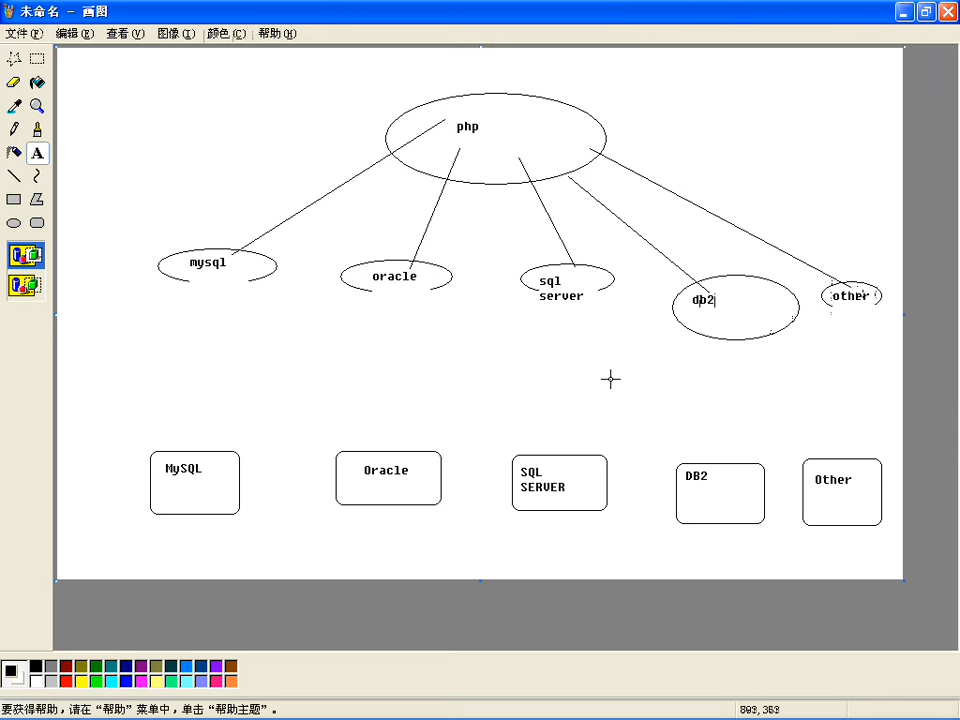 未命名 - 画图
文件(F) 编辑(E) 查看(V) 图像(I) 颜色(C) 帮助(H)
A
php
mysql
oracle
sql
server
db2
other
MySQL
Oracle
SQL
SERVER
DB2
Other
要获得帮助，请在“帮助”菜单中，单击“帮助主题”。